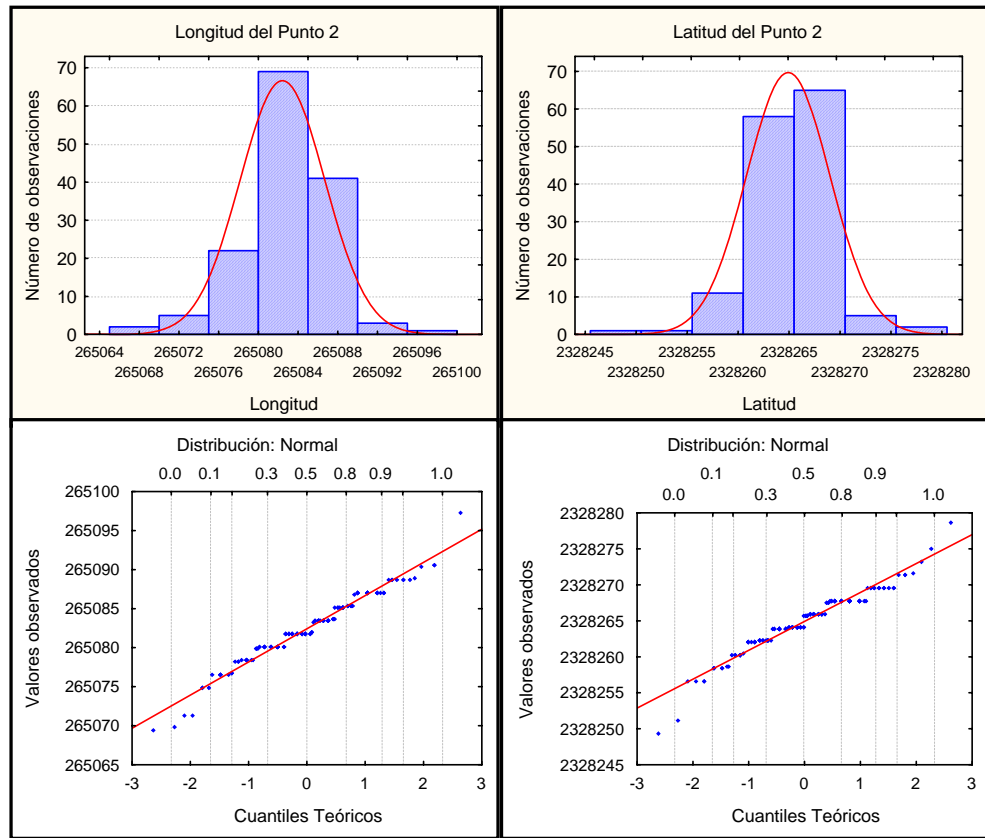 Longitud del Punto 2
Número de observaciones
70
60
50
40
30
20
10
0
265064 265072 265080 265088 265096
265068 265076 265084 265092 265100
Longitud
Latitud del Punto 2
Número de observaciones
70
60
50
40
30
20
10
0
2328245 2328255 2328265 2328275
2328250 2328260 2328270 2328280
Latitud
Distribución: Normal
0.0 0.1 0.3 0.5 0.8 0.9 1.0
Valores observados
265100
265095
265090
265085
265080
265075
265070
265065
-3 -2 -1 0 1 2 3
Cuantiles Teóricos
Distribución: Normal
0.1 0.5 0.9
0.0 0.3 0.8 1.0
Valores observados
2328280
2328275
2328270
2328265
2328260
2328255
2328250
2328245
-3 -2 -1 0 1 2 3
Cuantiles Teóricos